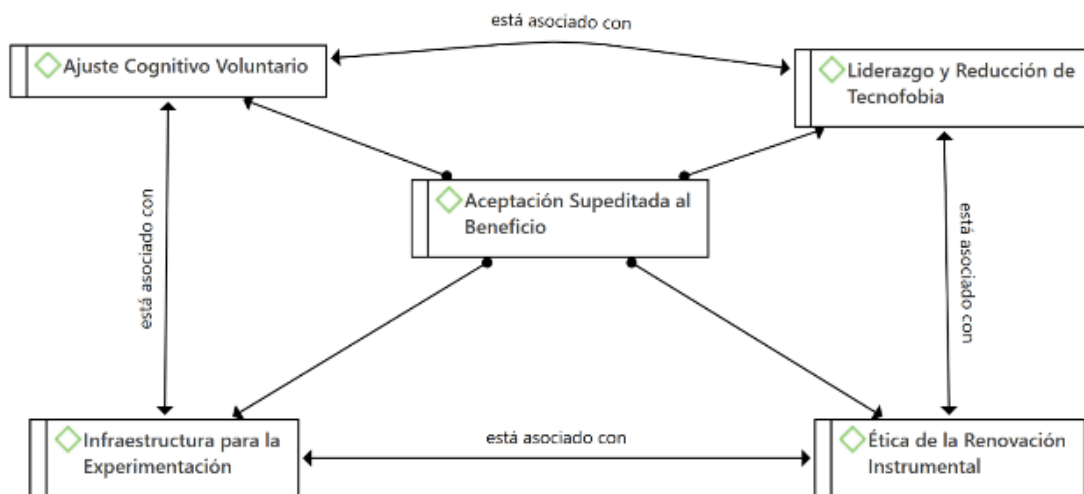 está asociado con
Ajuste Cognitivo Voluntario
Liderazgo y Reducción de
Tecnofobia
Aceptación Supeditada al
Beneficio
está asociado con
está asociado con
Infraestructura para la
Experimentación
está asociado con
Ética de la Renovación
Instrumental